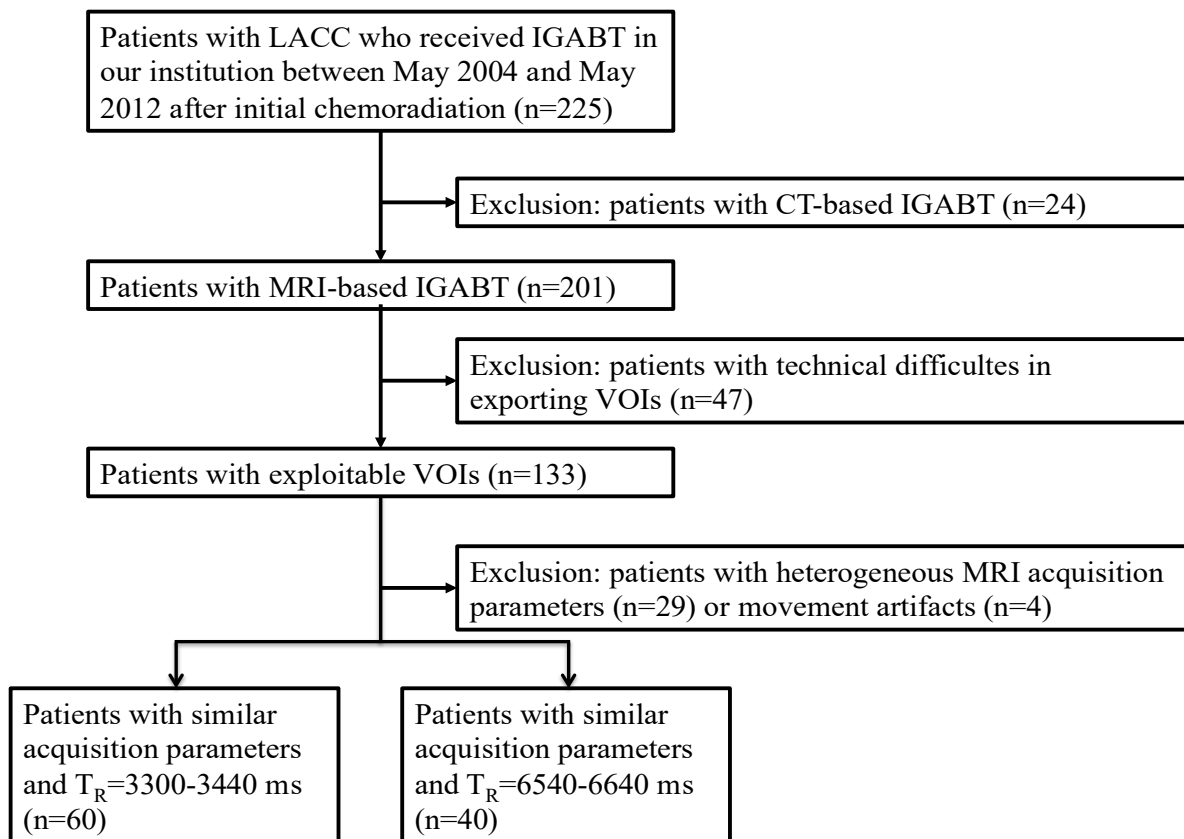 Patients with LACC who received IGABT in
our institution between May 2004 and May
2012 after initial chemoradiation (n=225)
Exclusion: patients with CT-based IGABT (n=24)
Patients with MRI-based IGABT (n=201)
Exclusion: patients with technical difficultes in
exporting VOIs (n=47)
Patients with exploitable VOIs (n=133)
Exclusion: patients with heterogeneous MRI acquisition
parameters (n=29) or movement artifacts (n=4)
Patients with similar
acquisition parameters
and TR=3300-3440 ms
(n=60)
Patients with similar
acquisition parameters
and TR=6540-6640 ms
(n=40)